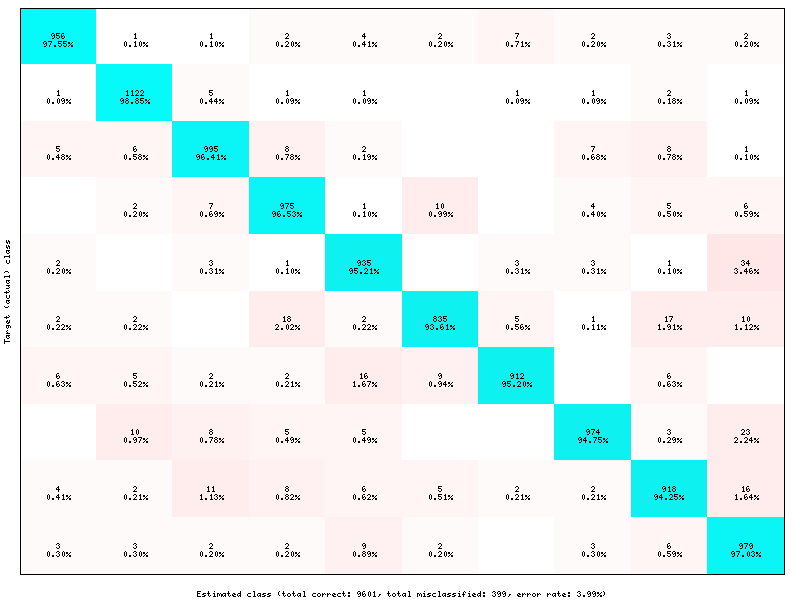 956 1 1 2 4 2 7 2 3 2
97.55% 0.10% 0.10% 0.20% 0.41% 0.20% 0.71% 0.20% 0.31% 0.20%
1 1122 5 1 1 1 1 2 1
0.09% 98.85% 0.44% 0.09% 0.09% 0.09% 0.09% 0.18% 0.09%
5 6 995 8 2 7 8 1
0.48% 0.58% 96.41% 0.78% 0.19% 0.68% 0.78% 0.10%
2 7 975 1 10 4 5 6
0.20% 0.69% 96.53% 0.10% 0.99% 0.40% 0.50% 0.59%
2 3 1 935 3 3 1 34
0.20% 0.31% 0.10% 95.21% 0.31% 0.31% 0.10% 3.46%
2 2 18 2 835 5 1 17 10
0.22% 0.22% 2.02% 0.22% 93.61% 0.56% 0.11% 1.91% 1.12%
6 5 2 2 16 9 912 6
0.63% 0.52% 0.21% 0.21% 1.67% 0.94% 95.20% 0.63%
10 8 5 5 974 3 23
0.97% 0.78% 0.49% 0.49% 94.75% 0.29% 2.24%
4 2 11 8 6 5 2 2 918 16
0.41% 0.21% 1.13% 0.82% 0.62% 0.51% 0.21% 0.21% 94.25% 1.64%
3 3 2 2 9 2 3 6 979
0.30% 0.30% 0.20% 0.20% 0.89% 0.20% 0.30% 0.59% 97.03%
Target (actual) class
Estimated class (total correct: 9601, total misclassified: 399, error rate: 3.99%)